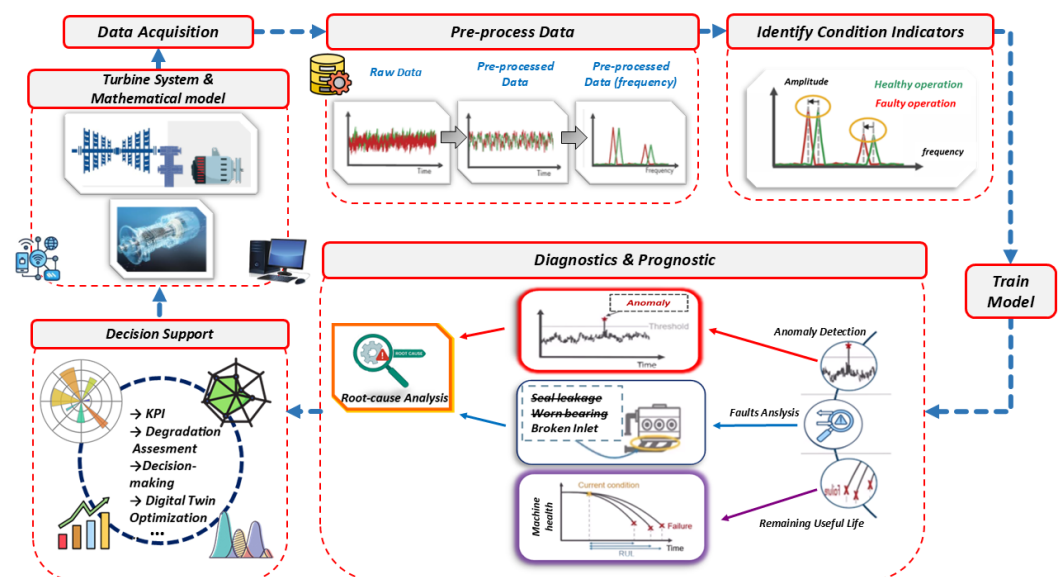 Data Acquisition
Pre-process Data
Identify Condition Indicators
Turbine System &
Mathematical model
Raw Data
Pre-processed
Data
Pre-processed
Data (frequency)
Time
Time
Frequency
Amplitude
Healthy operation
Faulty operation
frequency
Train
Model
Diagnostics & Prognostic
Anomaly
Threshold
Time
Anomaly Detection
ROOT CAUSE
Root-cause Analysis
Seal leakage
Worn bearing
Broken Inlet
Faults Anslysis
Current condition
Machine
health
Failure
Time
RUL
Remaining Useful Life
Decision Support
→ KPI
→ Degradation
Assesment
→Decision-
making
→ Digital Twin
Optimization
...